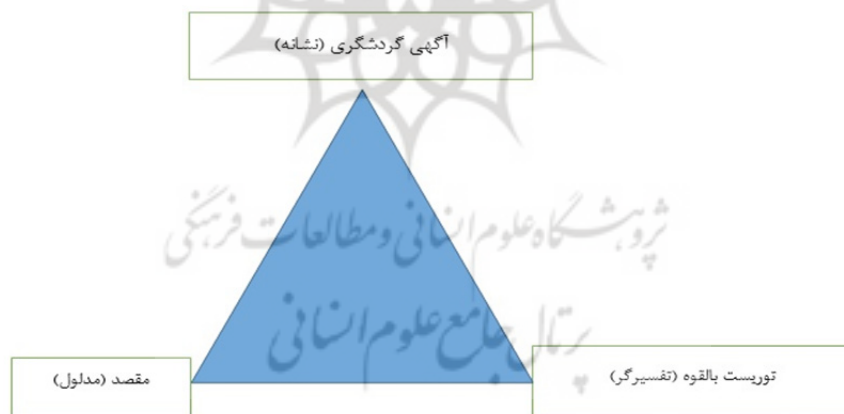 آگهی گردشگری (نشانه)
پژوهشگاه علوم انسانی و مطالعات فرهنگی
پرتال جامع علوم انسانی
توریست بالقوه (تفسیرگر)
مقصد (مدلول)